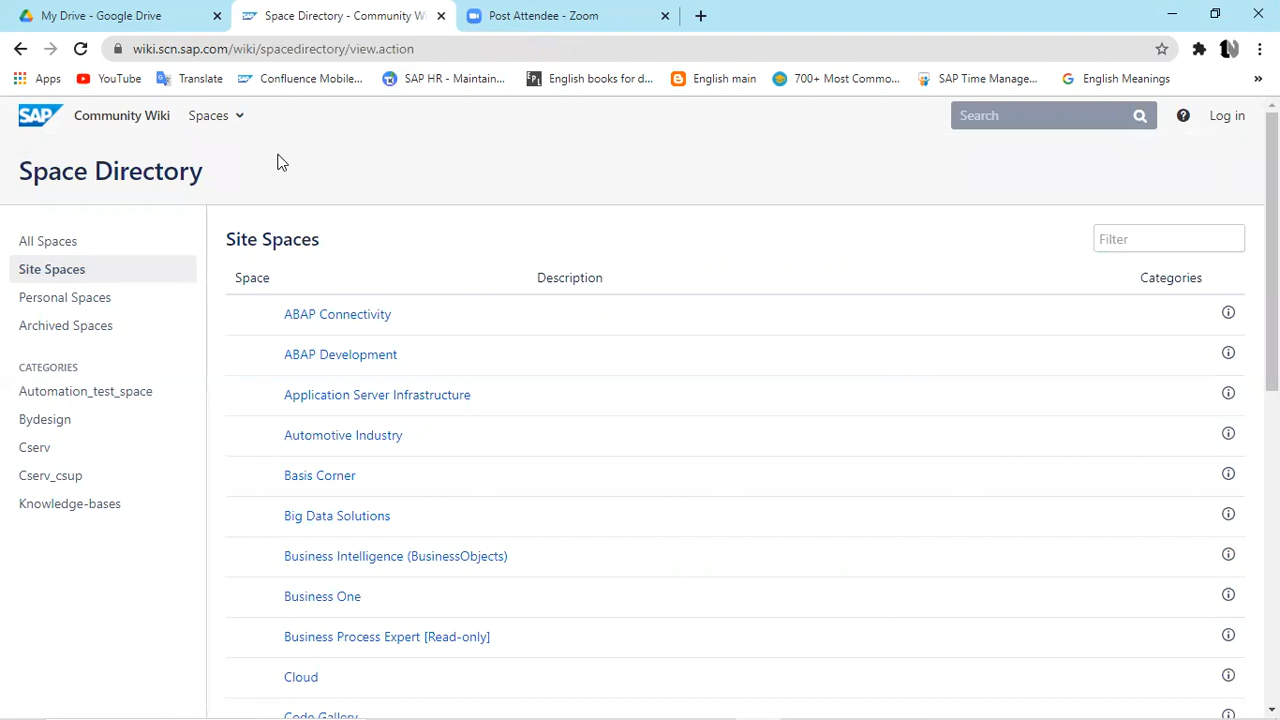 My Drive - Google Drive
Space Directory - Community W
Post Attendee - Zoom
wiki.scn.sap.com/wiki/spacedirectory/view.action
Apps YouTube Translate Confluence Mobile... SAP HR - Maintain... English books for d... English main 700+ Most Commo... SAP Time Manage... English Meanings
SAP Community Wiki Spaces Search Log in
Space Directory
All Spaces
Site Spaces
Personal Spaces
Archived Spaces
CATEGORIES
Automation_test_space
Bydesign
Cserv
Cserv_csup
Knowledge-bases
Site Spaces Filter
Space Description Categories
ABAP Connectivity
ABAP Development
Application Server Infrastructure
Automotive Industry
Basis Corner
Big Data Solutions
Business Intelligence (BusinessObjects)
Business One
Business Process Expert [Read-only]
Cloud
Code Gallery